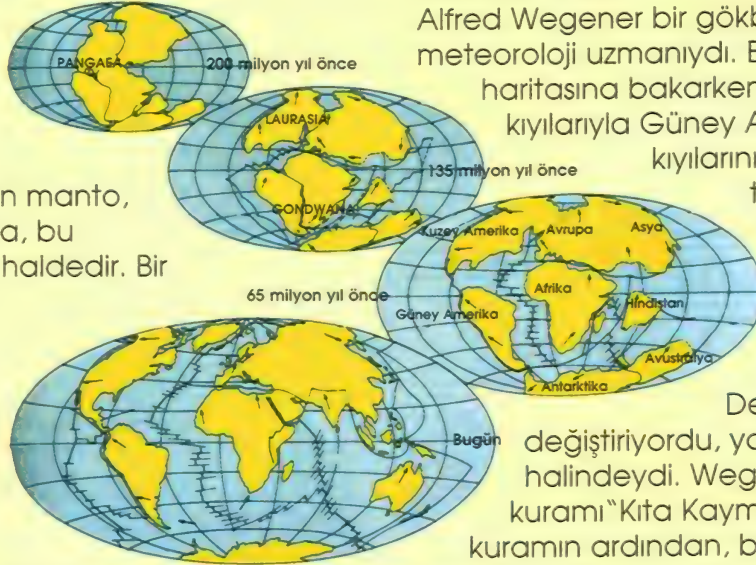 Alfred Wegener bir gökb
meteoroloji uzmanıydı.
haritasına bakarken
kıyılarıyla Güney A
kıyılarını
n manto,
a, bu
haldedir. Bir
PANGAEA
200 milyon yıl önce
LAURASIA
GONDWANA
135 milyon yıl önce
Kuzey Amerika
Avrupa
Asya
Afrika
Hindistan
Güney Amerika
Avustralya
Antarktika
65 milyon yıl önce
Bugün
De
değiştiriyordu, ya
halindeydi. Weg
kuramı "Kıta Kaym
kuramın ardından, b